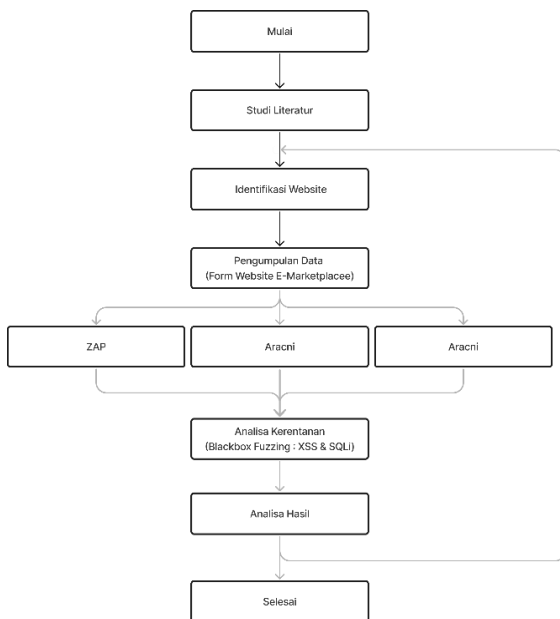 Mulai
Studi Literatur
Identifikasi Website
Pengumpulan Data
(Form Website E-Marketplacee)
ZAP
Aracni
Aracni
Analisa Kerentanan
(Blackbox Fuzzing : XSS & SQLi)
Analisa Hasil
Selesai